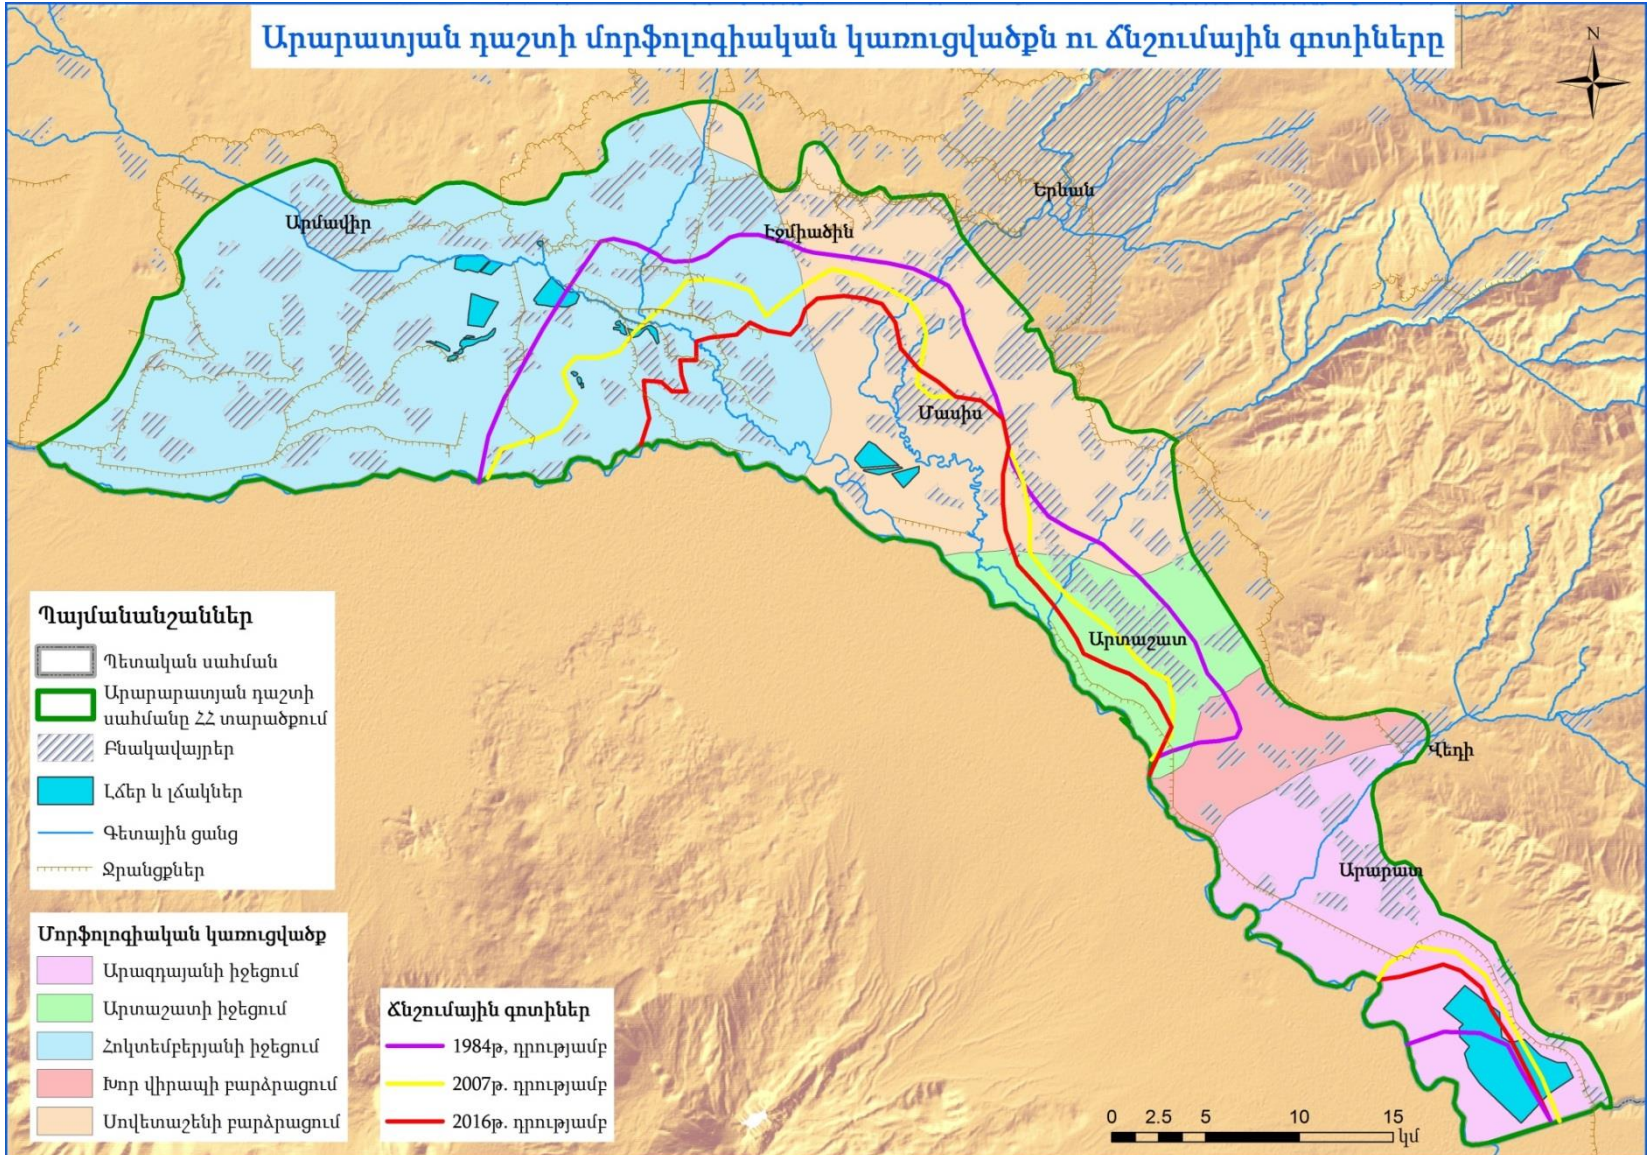 Արարատյան դաշտի մորֆոլոգիական կառուցվածքն ու ճնշումային գոտիները
N
Երևան
Արմավիր
Էջմիածին
Մասիս
Արտաշատ
Վեդի
Արարատ
Պայմանանշաններ
Պետական սահման
Արարարատյան դաշտի
սահմանը ՀՀ տարածքում
Բնակավայրեր
Լճեր և լճակներ
Գետային ցանց
Ջրանցքներ
Մորֆոլոգիական կառուցվածք
Արազդայանի իջեցում
Արտաշատի իջեցում
Հոկտեմբերյանի իջեցում
Խոր վիրապի բարձրացում
Սովետաշենի բարձրացում
Ճնշումային գոտիներ
1984թ, դրությամբ
2007թ. դրությամբ
2016թ. դրությամբ
0 2.5 5 10 15
կմ